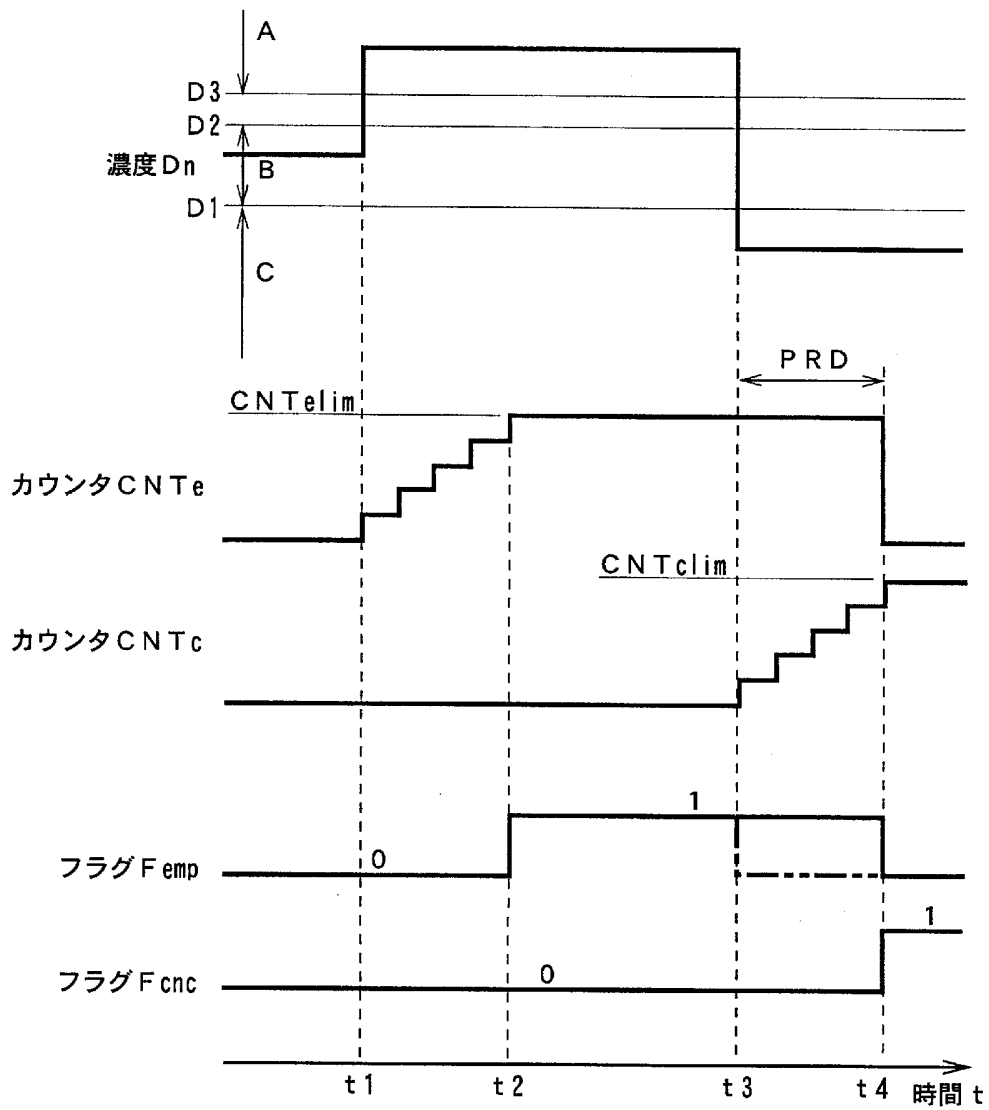 A
D3
D2
濃度Dn
B
D1
C
PRD
CNTelim
カウンタCNTe
CNTclim
カウンタCNTc
1
0
フラグFemp
1
0
フラグFcnc
t1
t2
t3
t4
時間t